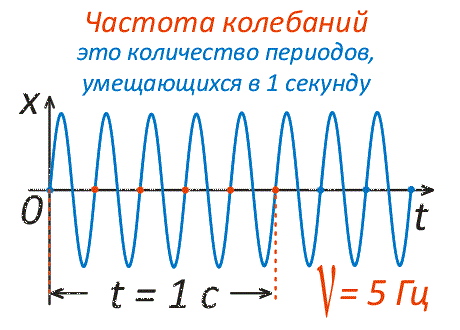 Частота колебаний
это количество периодов,
умещающихся в 1 секунду
x
0
t
t = 1 с
ν = 5 Гц